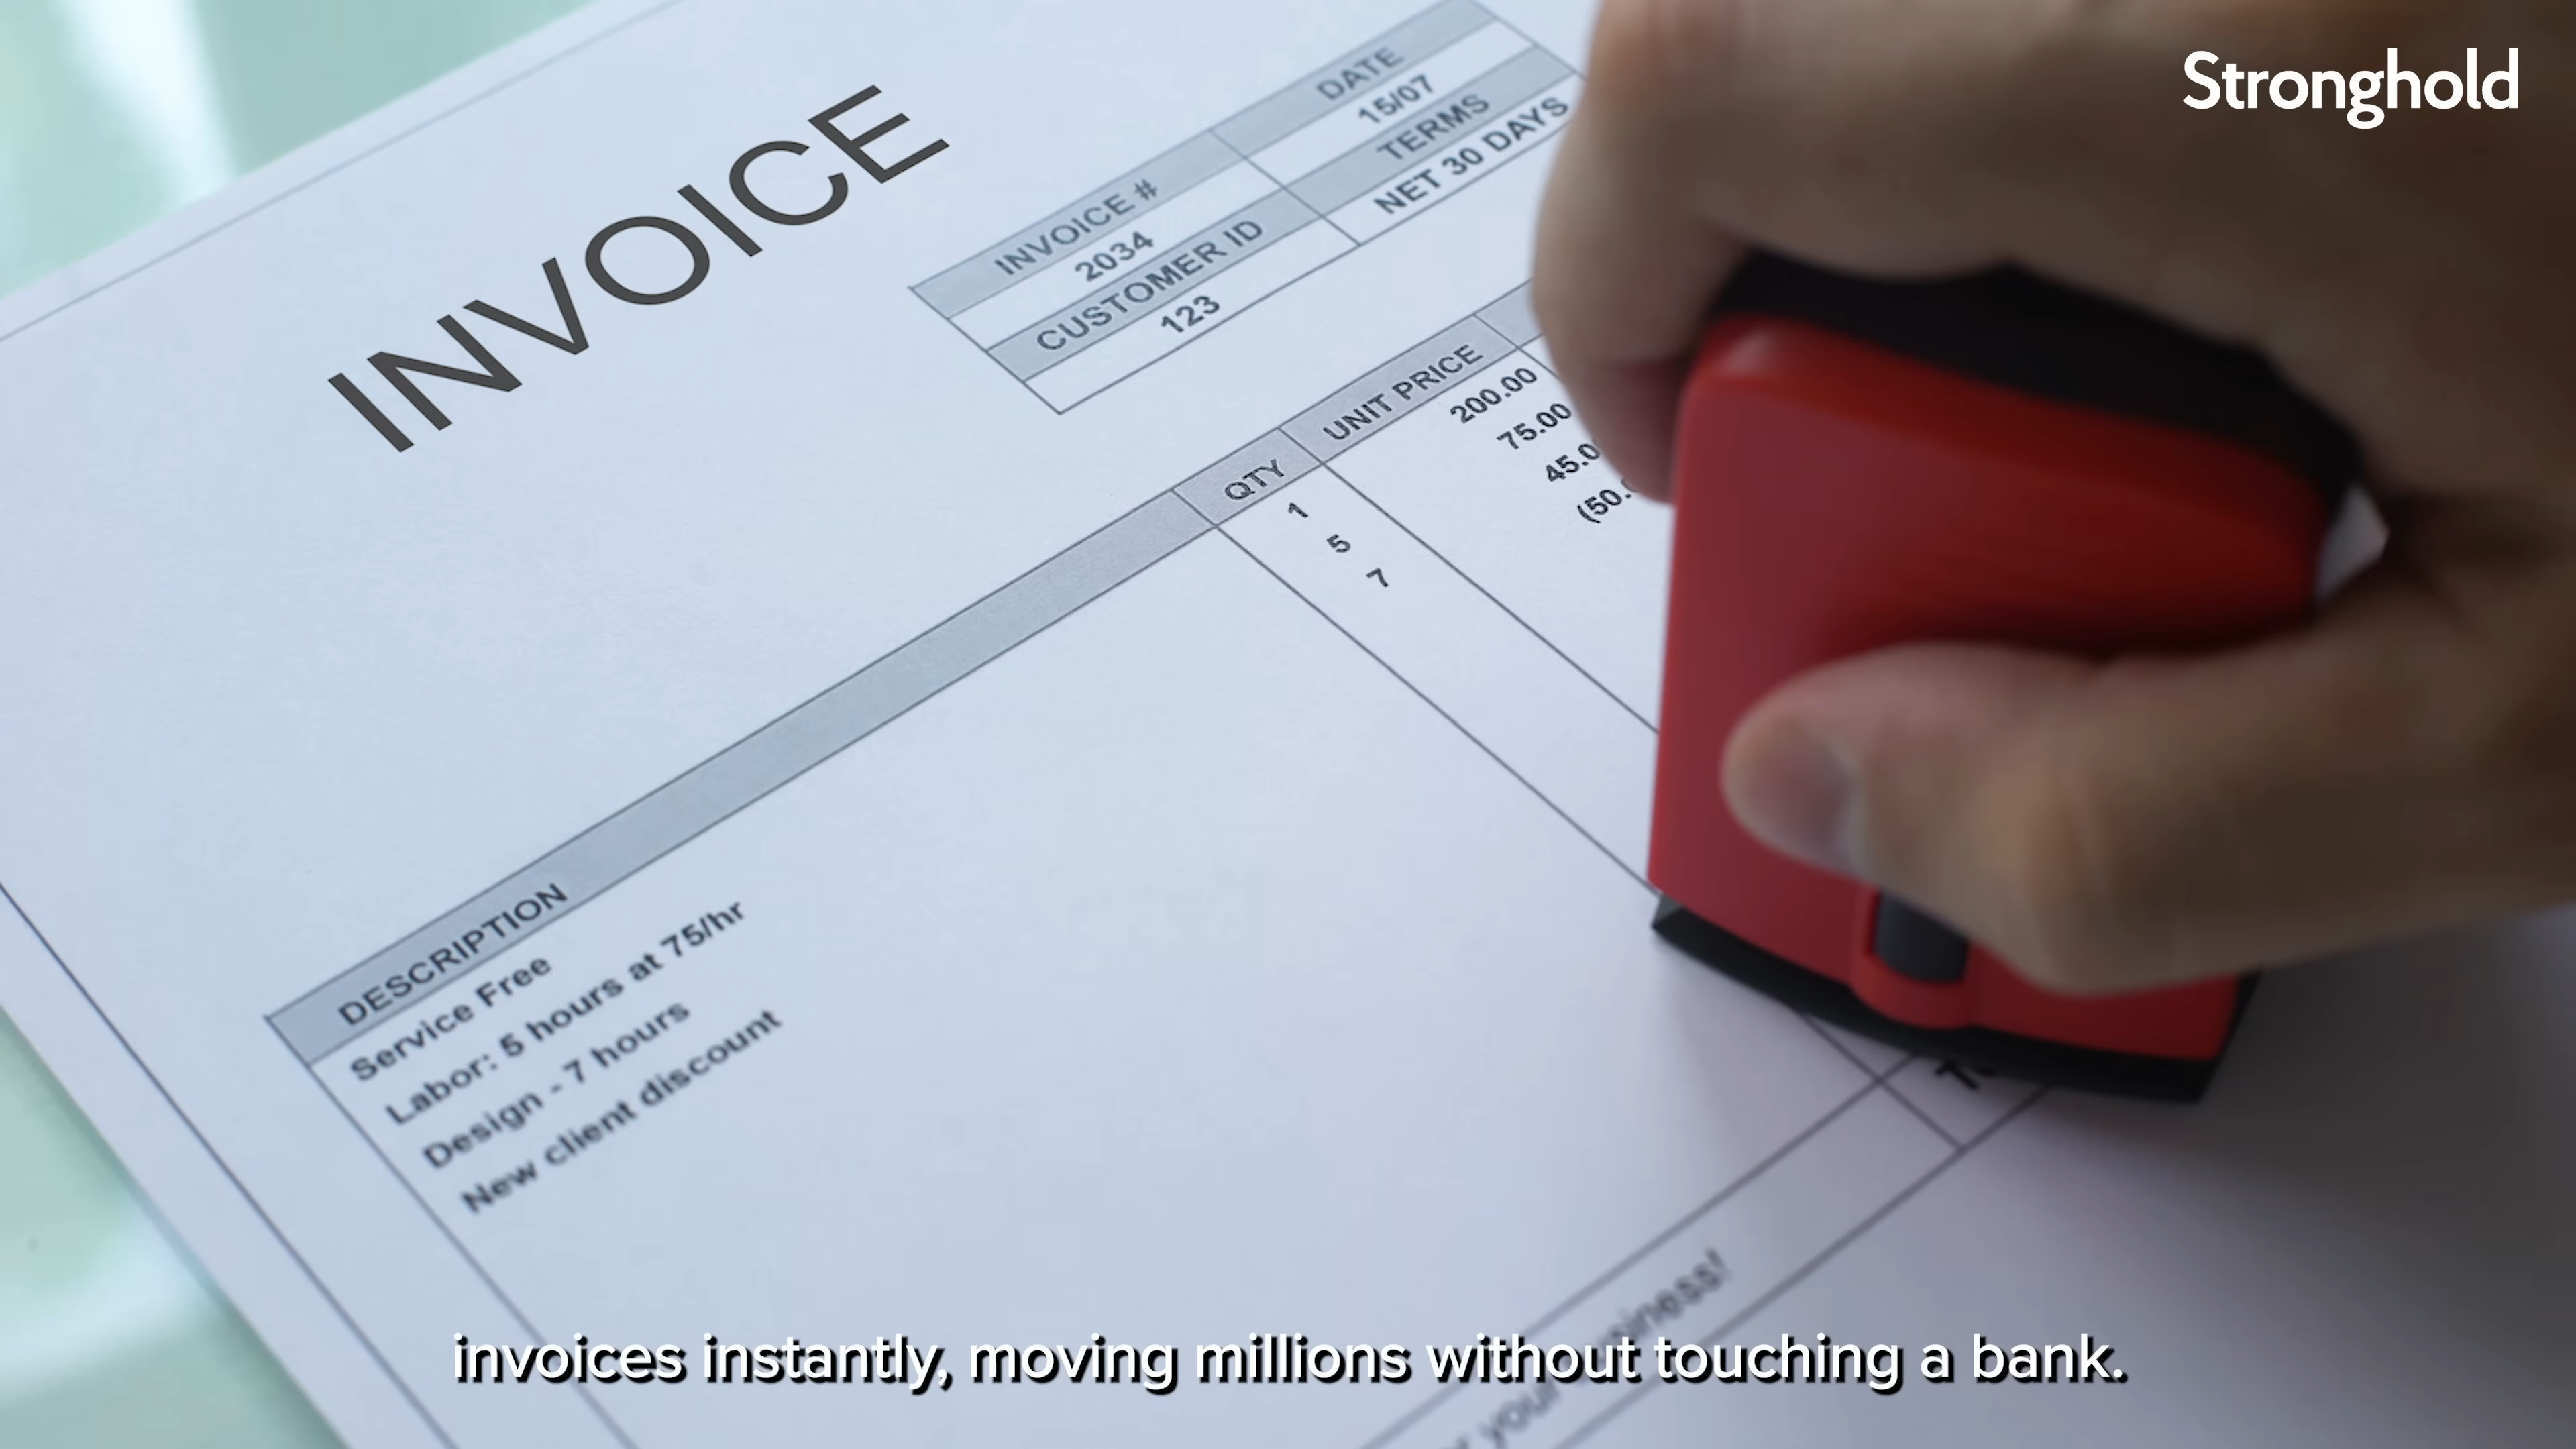 Stronghold
INVOICE
INVOICE #
DATE
2034
15/07
CUSTOMER ID
TERMS
123
NET 30 DAYS
DESCRIPTION
QTY
UNIT PRICE
Service Free
1
200.00
Labor: 5 hours at 75/hr
5
75.00
Design - 7 hours
7
New client discount
your business!
invoices instantly, moving millions without touching a bank.